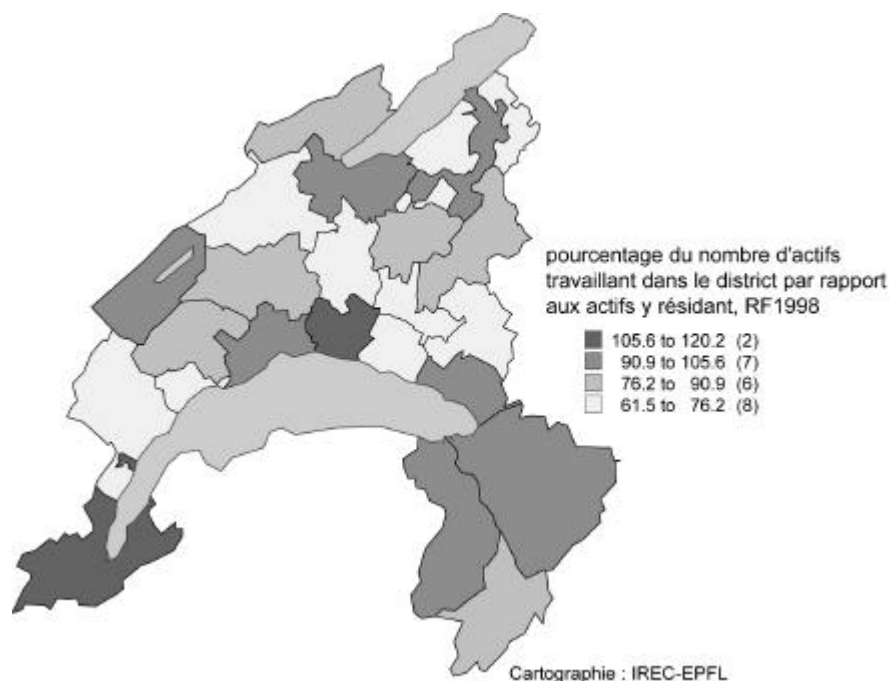 pourcentage du nombre d'actifs
travaillant dans le district par rapport
aux actifs y résidant, RF1998
105.6 to 120.2 (2)
90.9 to 105.6 (7)
76.2 to 90.9 (6)
61.5 to 76.2 (8)
Cartographie : IREC-EPFL